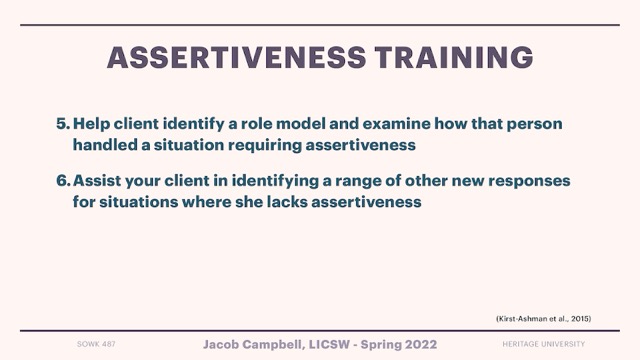 ASSERTIVENESS TRAINING
5. Help client identify a role model and examine how that person
handled a situation requiring assertiveness
6. Assist your client in identifying a range of other new responses
for situations where she lacks assertiveness
(Kirst-Ashman et al., 2015)
SOWK 487
Jacob Campbell, LICSW - Spring 2022
HERITAGE UNIVERSITY